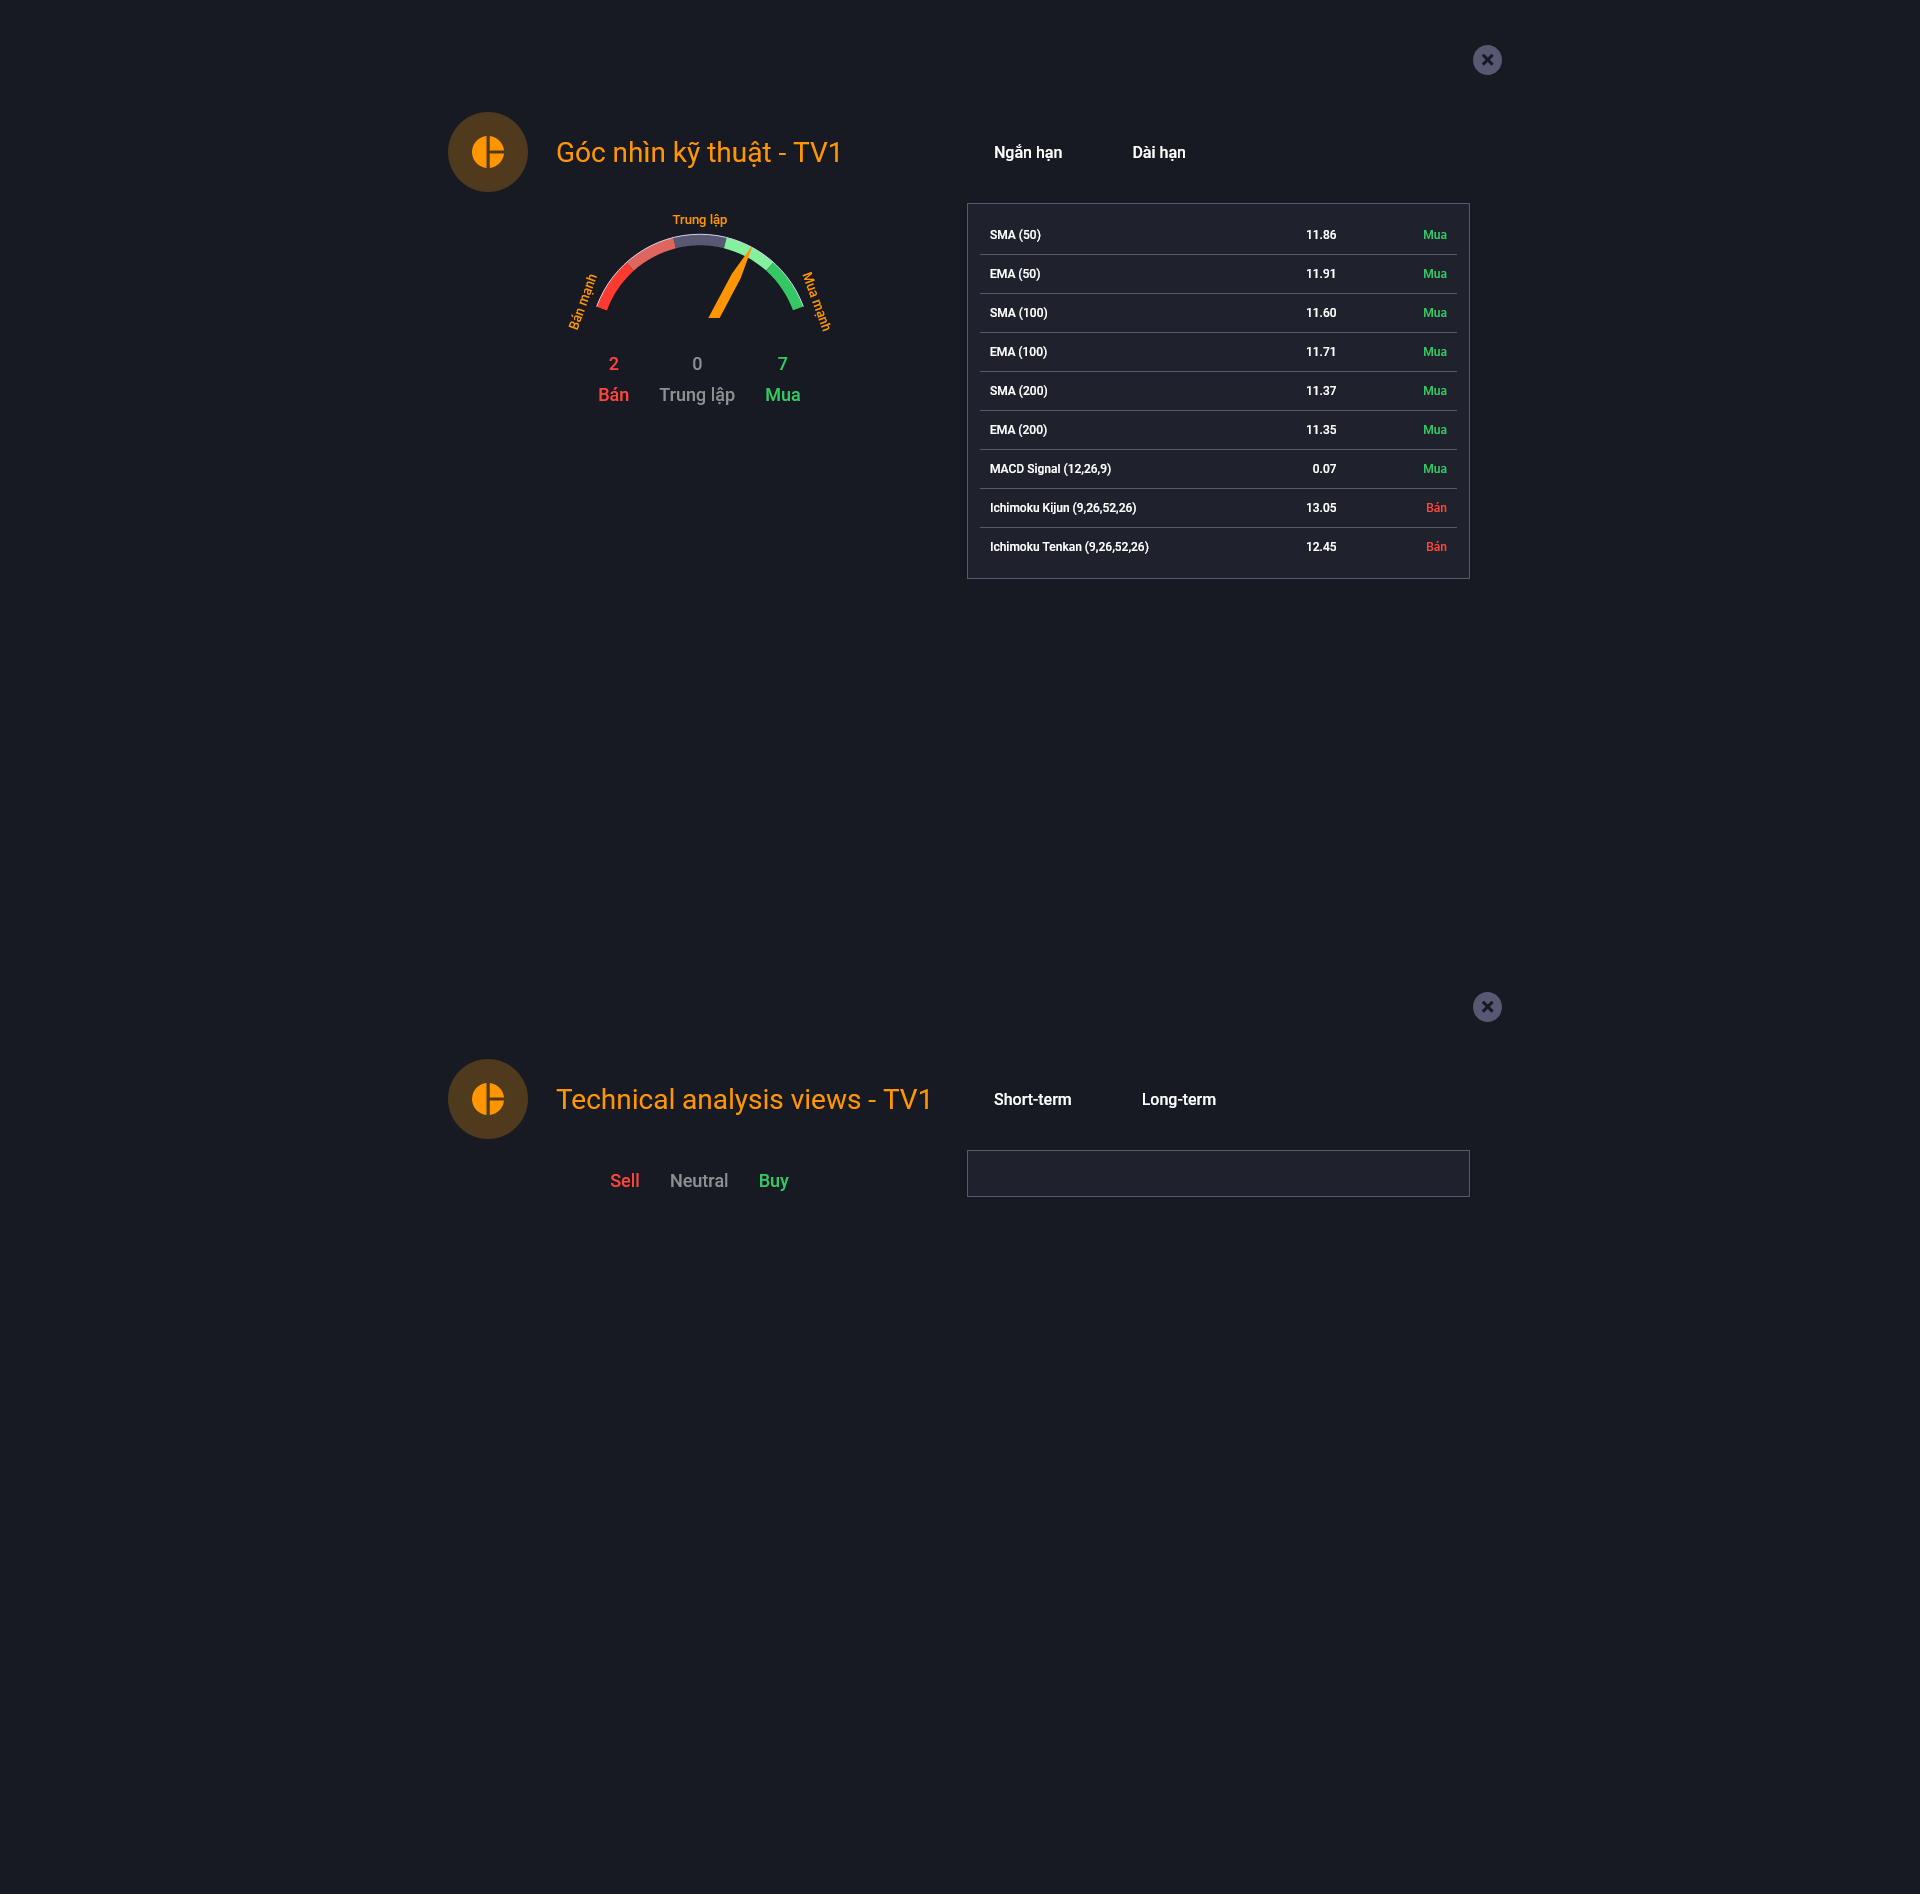 Góc nhìn kỹ thuật - TV1
Ngắn hạn Dài hạn
Trung lập
Bán mạnh
Mua mạnh
2 0 7
Bán Trung lập Mua
SMA (50) 11.86 Mua
EMA (50) 11.91 Mua
SMA (100) 11.60 Mua
EMA (100) 11.71 Mua
SMA (200) 11.37 Mua
EMA (200) 11.35 Mua
MACD Signal (12,26,9) 0.07 Mua
Ichimoku Kijun (9,26,52,26) 13.05 Bán
Ichimoku Tenkan (9,26,52,26) 12.45 Bán
Technical analysis views - TV1
Short-term Long-term
Sell Neutral Buy